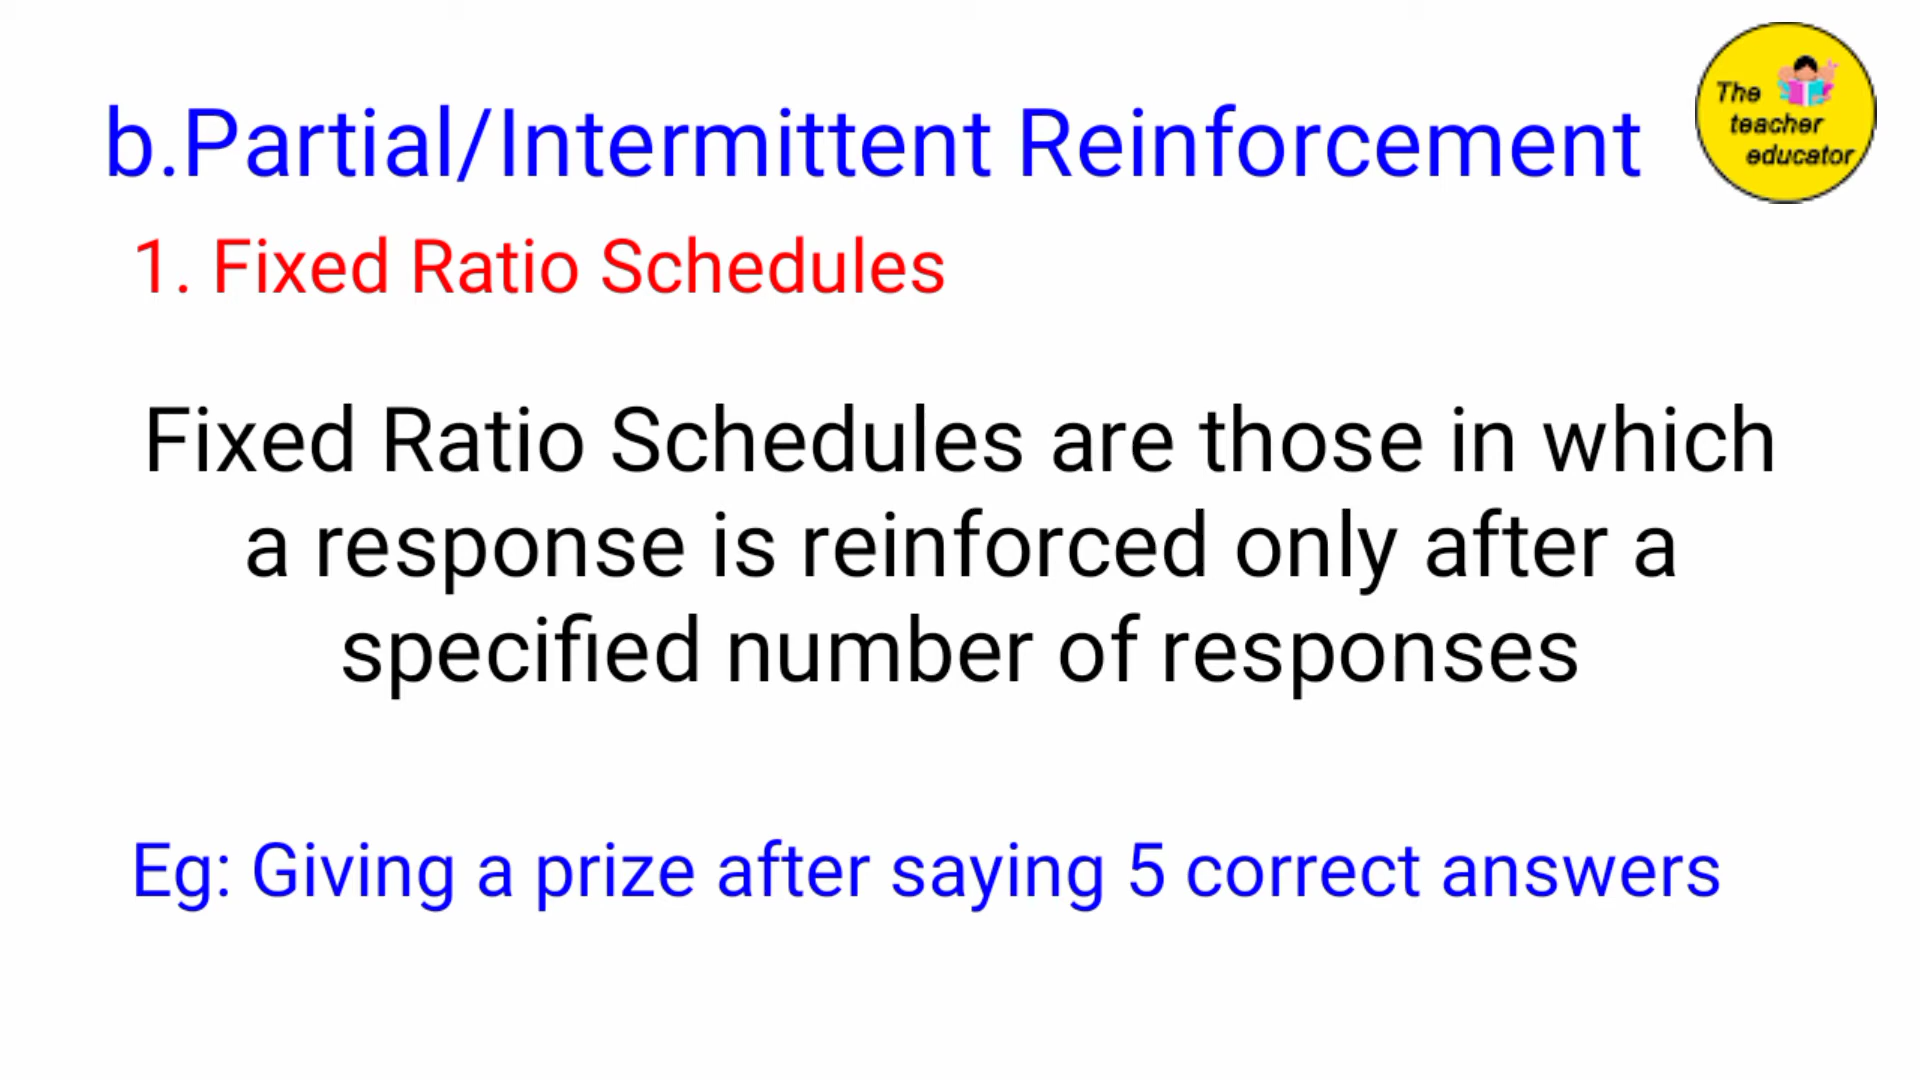 The
teacher
educator
b.Partial/Intermittent Reinforcement
1. Fixed Ratio Schedules
Fixed Ratio Schedules are those in which
a response is reinforced only after a
specified number of responses
Eg: Giving a prize after saying 5 correct answers